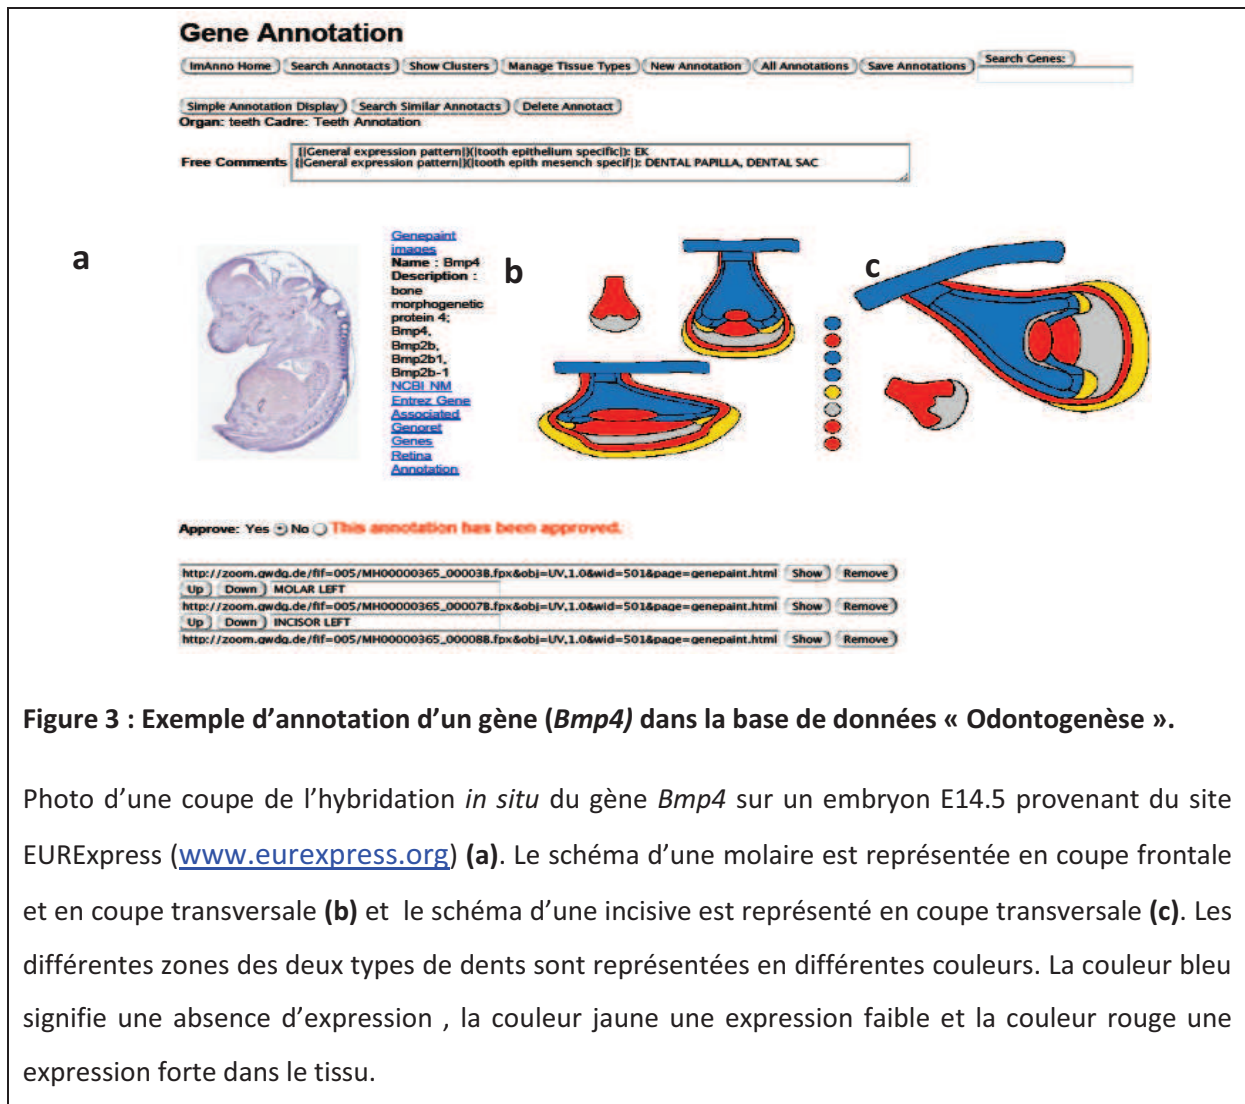 Gene Annotation
ImAnno Home Search Annotacts Show Clusters Manage Tissue Types New Annotation All Annotations Save Annotations Search Genes:
Simple Annotation Display Search Similar Annotacts Delete Annotact
Organ: teeth Cadre: Teeth Annotation
Free Comments
{|General expression pattern|}(|tooth epithelium specific|): EK
{|General expression pattern|}(|tooth epith mesench specif|): DENTAL PAPILLA, DENTAL SAC
a
Genepaint
images
Name : Bmp4
Description :
bone
morphogenetic
protein 4;
Bmp4,
Bmp2b,
Bmp2b1,
Bmp2b-1
NCBI NM
Entrez Gene
Associated
Genoret
Genes
Retina
Annotation
b
c
Approve: Yes No This annotation has been approved.
http://zoom.gwdg.de/fif=005/MH00000365_000038.fpx&obj=UV,1.0&wid=501&page=genepaint.html Show Remove
Up Down MOLAR LEFT
http://zoom.gwdg.de/fif=005/MH00000365_000078.fpx&obj=UV,1.0&wid=501&page=genepaint.html Show Remove
Up Down INCISOR LEFT
http://zoom.gwdg.de/fif=005/MH00000365_000088.fpx&obj=UV,1.0&wid=501&page=genepaint.html Show Remove
Figure 3 : Exemple d’annotation d’un gène (Bmp4) dans la base de données « Odontogenèse ».
Photo d’une coupe de l’hybridation in situ du gène Bmp4 sur un embryon E14.5 provenant du site
EURExpress (www.eurexpress.org) (a). Le schéma d’une molaire est représentée en coupe frontale
et en coupe transversale (b) et le schéma d’une incisive est représenté en coupe transversale (c). Les
différentes zones des deux types de dents sont représentées en différentes couleurs. La couleur bleu
signifie une absence d’expression , la couleur jaune une expression faible et la couleur rouge une
expression forte dans le tissu.